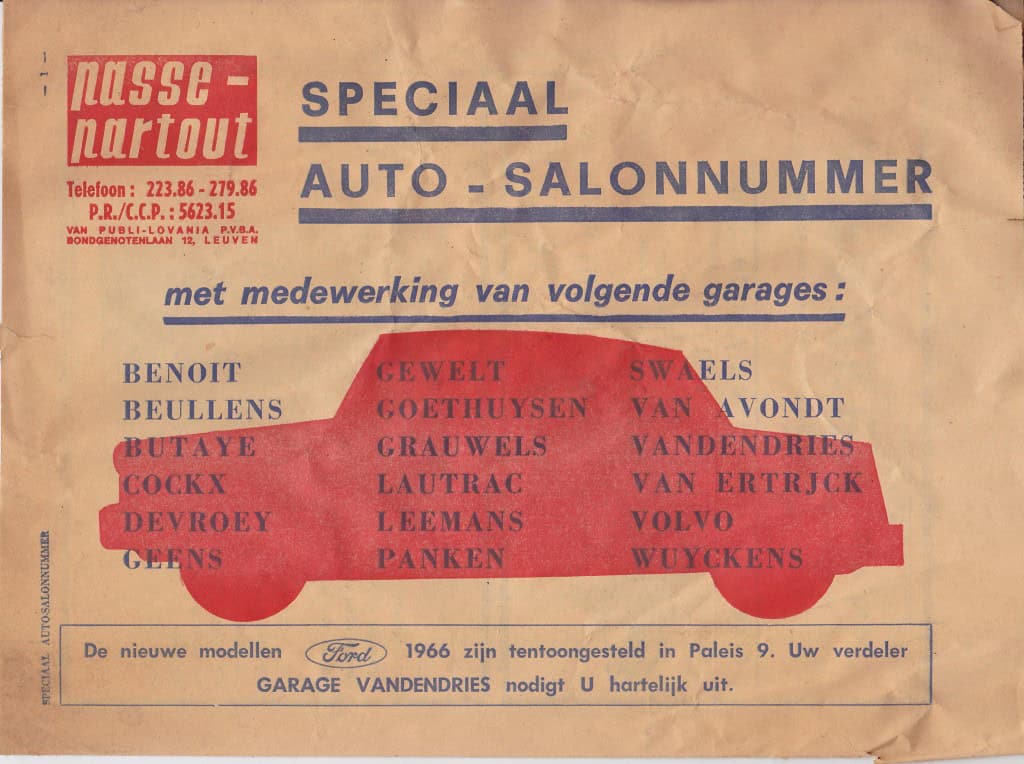 - 1 -
passe-
partout
Telefoon : 223.86 - 279.86
P.R./C.C.P. : 5623.15
VAN PUBLI-LOVANIA P.V.B.A.
BONDGENOTENLAAN 12, LEUVEN
SPECIAAL
AUTO - SALONNUMMER
met medewerking van volgende garages :
BENOIT GEWELT SWAELS
BEULLENS GOETHUYSEN VAN AVONDT
BUTAYE GRAUWELS VANDENDRIES
COCKX LAUTRAC VAN ERTRJCK
DEVROEY LEEMANS VOLVO
GEENS PANKEN WUYCKENS
SPECIAAL AUTO-SALONNUMMER
De nieuwe modellen Ford 1966 zijn tentoongesteld in Paleis 9. Uw verdeler
GARAGE VANDENDRIES nodigt U hartelijk uit.